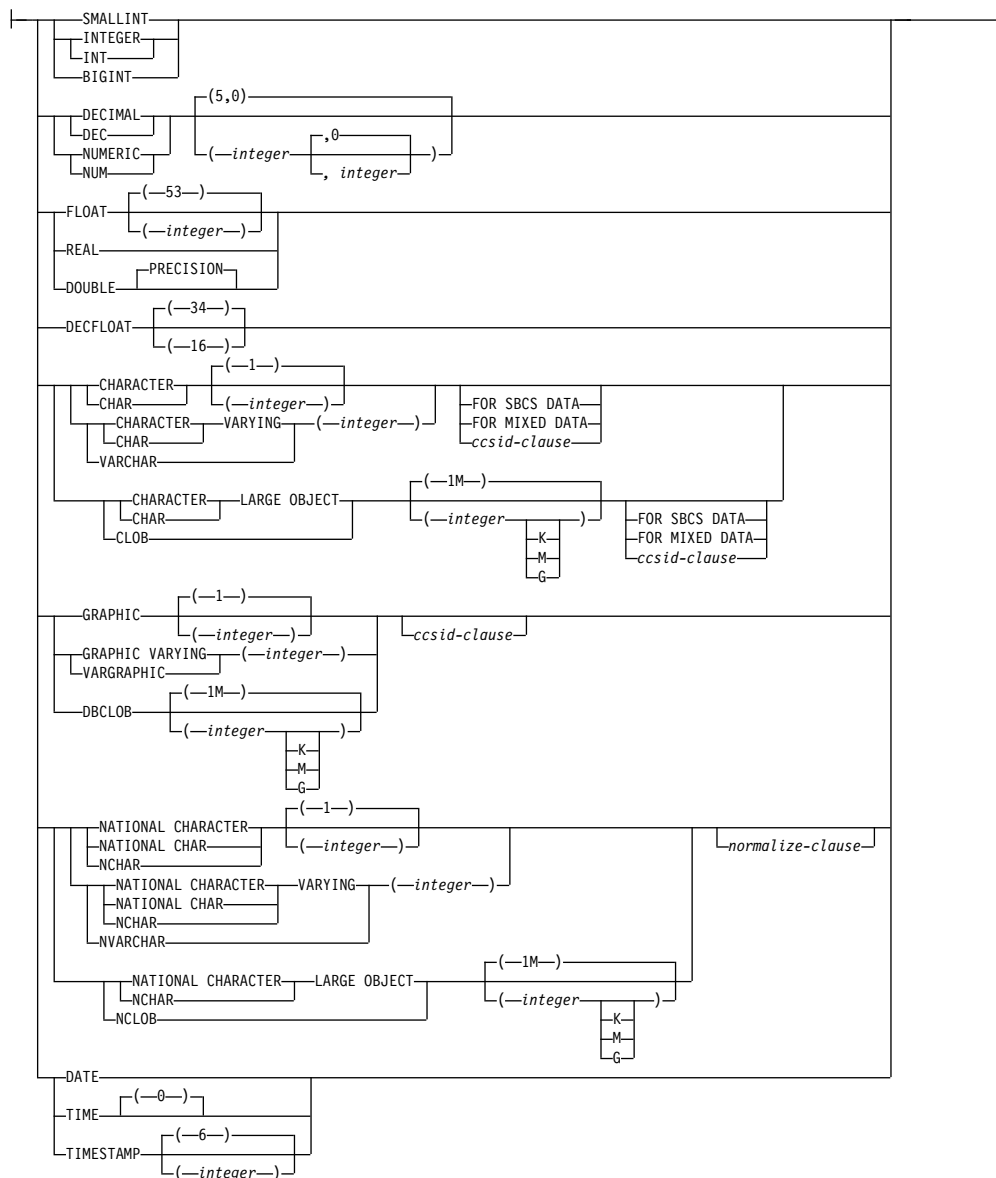 SMALLINT
INTEGER
INT
BIGINT
(5,0)
DECIMAL
DEC ,0
NUMERIC (integer )
NUM , integer
(53)
FLOAT
(integer)
REAL
PRECISION
DOUBLE
(34)
DECFLOAT
(16)
(1)
CHARACTER
CHAR (integer) FOR SBCS DATA
CHARACTER VARYING (integer) FOR MIXED DATA
CHAR ccsid-clause
VARCHAR
(1M)
CHARACTER LARGE OBJECT
CHAR (integer ) FOR SBCS DATA
CLOB K FOR MIXED DATA
M ccsid-clause
G
(1)
GRAPHIC
(integer) ccsid-clause
GRAPHIC VARYING (integer)
VARGRAPHIC
(1M)
DBCLOB
(integer )
K
M
G
(1)
NATIONAL CHARACTER
NATIONAL CHAR (integer) normalize-clause
NCHAR
NATIONAL CHARACTER VARYING (integer)
NATIONAL CHAR
NCHAR
NVARCHAR
(1M)
NATIONAL CHARACTER LARGE OBJECT
NCHAR (integer )
NCLOB K
M
G
DATE
(0)
TIME
(6)
TIMESTAMP
(integer)